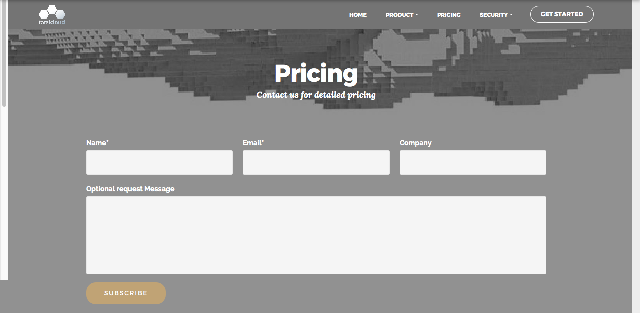 HOME PRODUCT PRICING SECURITY GET STARTED
Pricing
Contact us for detailed pricing
Name* Email* Company
Optional request Message
SUBSCRIBE